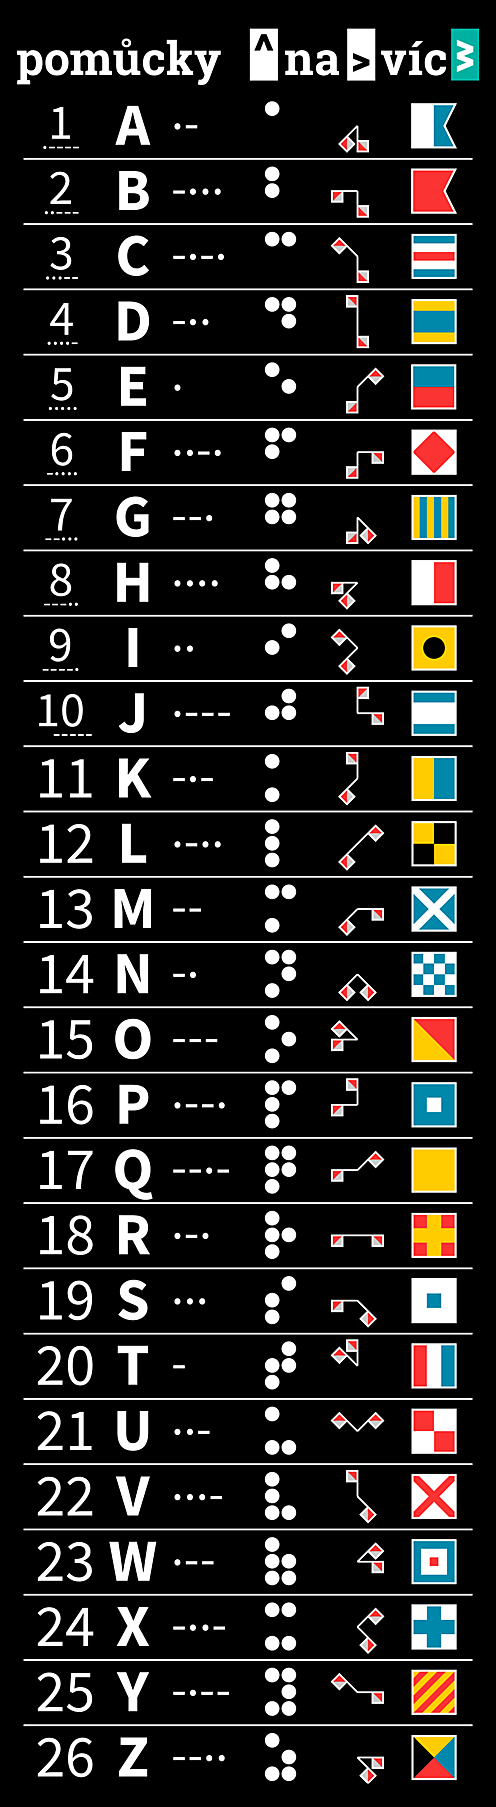 pomůcky ^ na > víc >>
1 A ·-
2 B -···
3 C -·-·
4 D -··
5 E ·
6 F ··-·
7 G --·
8 H ····
9 I ··
10 J ·---
11 K -·-
12 L ·-··
13 M --
14 N -·
15 O ---
16 P ·--·
17 Q --·-
18 R ·-·
19 S ···
20 T -
21 U ··-
22 V ···-
23 W ·--
24 X -··-
25 Y -·--
26 Z --··